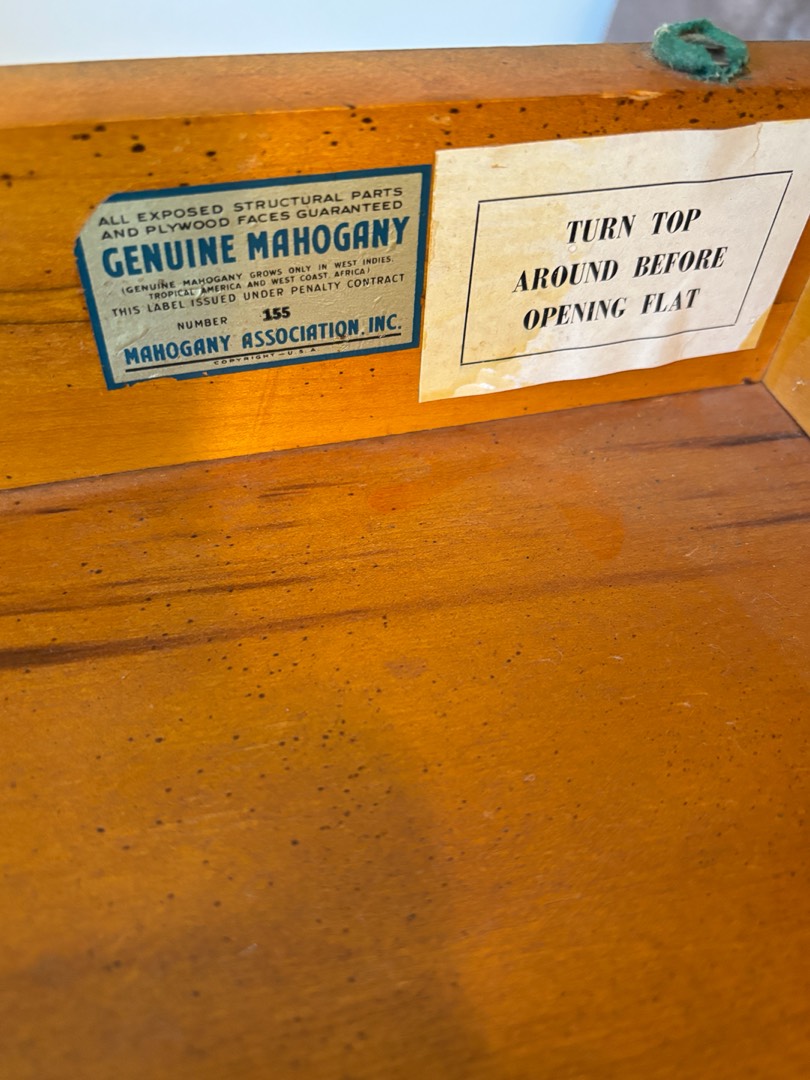 ALL EXPOSED STRUCTURAL PARTS
AND PLYWOOD FACES GUARANTEED
GENUINE MAHOGANY
(GENUINE MAHOGANY GROWS ONLY IN WEST INDIES,
TROPICAL AMERICA AND WEST COAST, AFRICA)
THIS LABEL ISSUED UNDER PENALTY CONTRACT
NUMBER 155
MAHOGANY ASSOCIATION, INC.
COPYRIGHT—U.S.A.
TURN TOP
AROUND BEFORE
OPENING FLAT